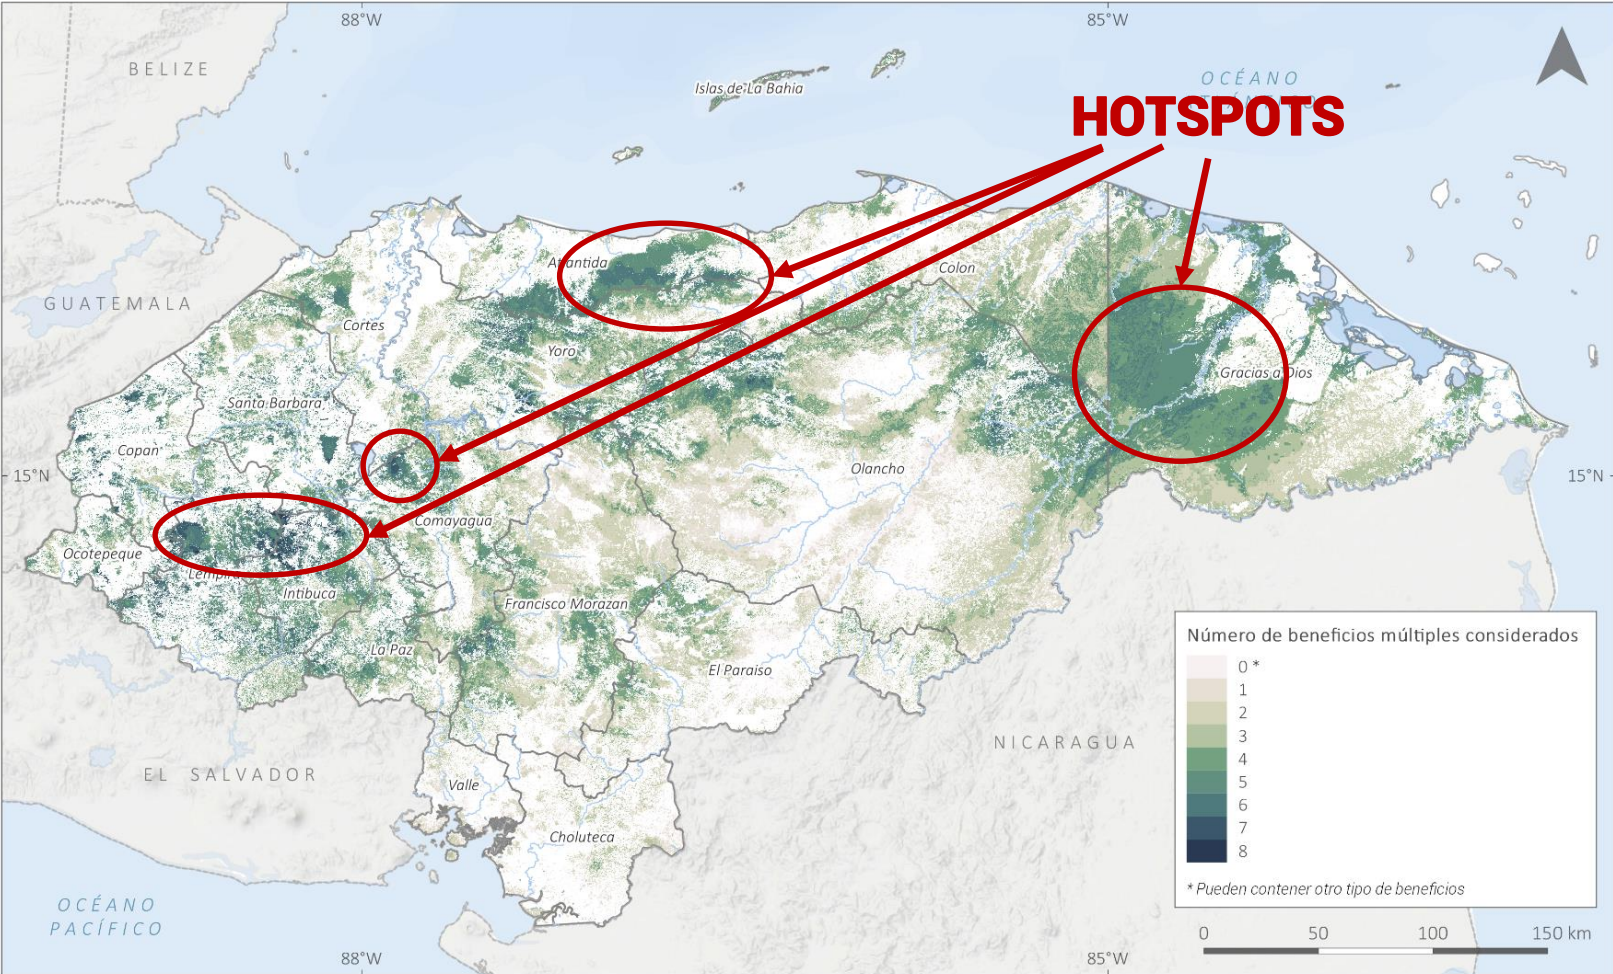 88°W
85°W
BELIZE
OCÉANO
Islas de La Bahia
HOTSPOTS
Atlantida
Colon
GUATEMALA
Cortes
Yoro
Gracias a Dios
Santa Barbara
Copan
Olancho
15°N
15°N
Comayagua
Ocotepeque
Lempira
Intibuca
Francisco Morazan
La Paz
El Paraiso
NICARAGUA
EL SALVADOR
Valle
Choluteca
OCÉANO
PACÍFICO
Número de beneficios múltiples considerados
0 *
1
2
3
4
5
6
7
8
* Pueden contener otro tipo de beneficios
0 50 100 150 km
88°W
85°W